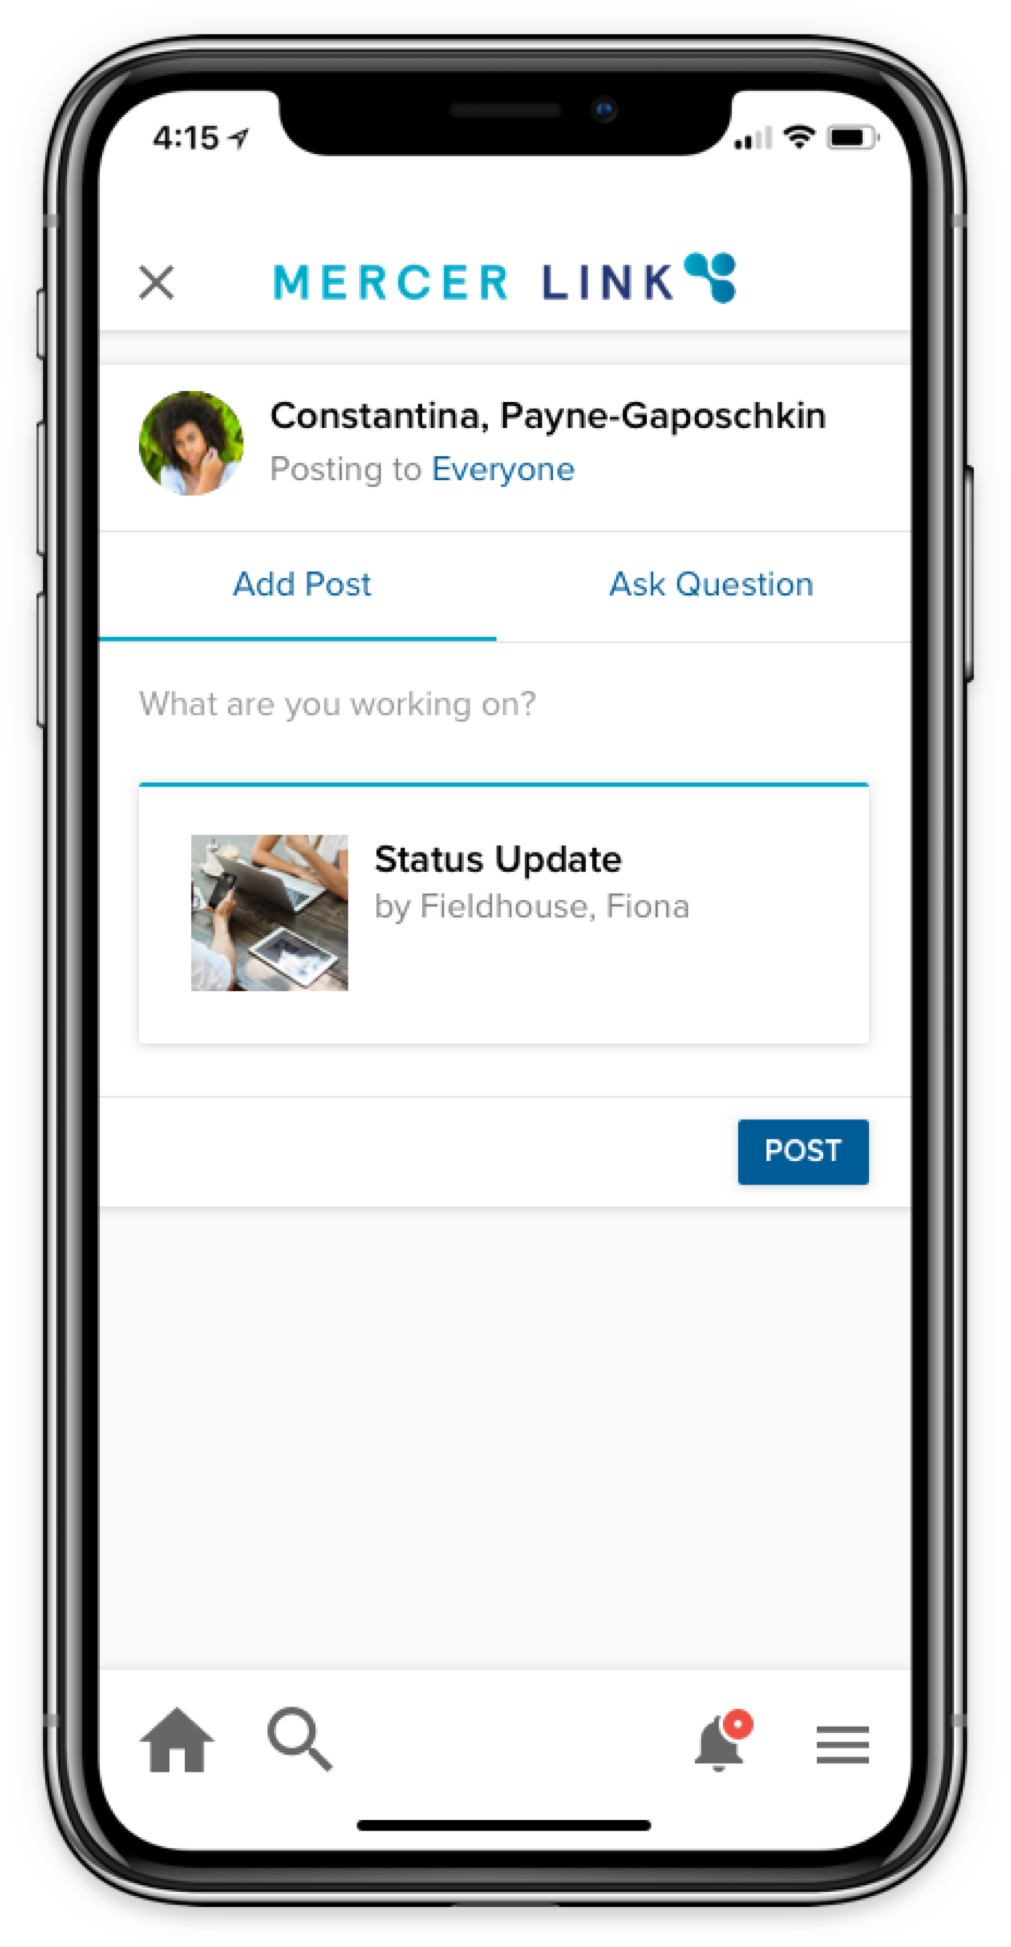 4:15
MERCER LINK
Constantina, Payne-Gaposchkin
Posting to Everyone
Add Post Ask Question
What are you working on?
Status Update
by Fieldhouse, Fiona
POST